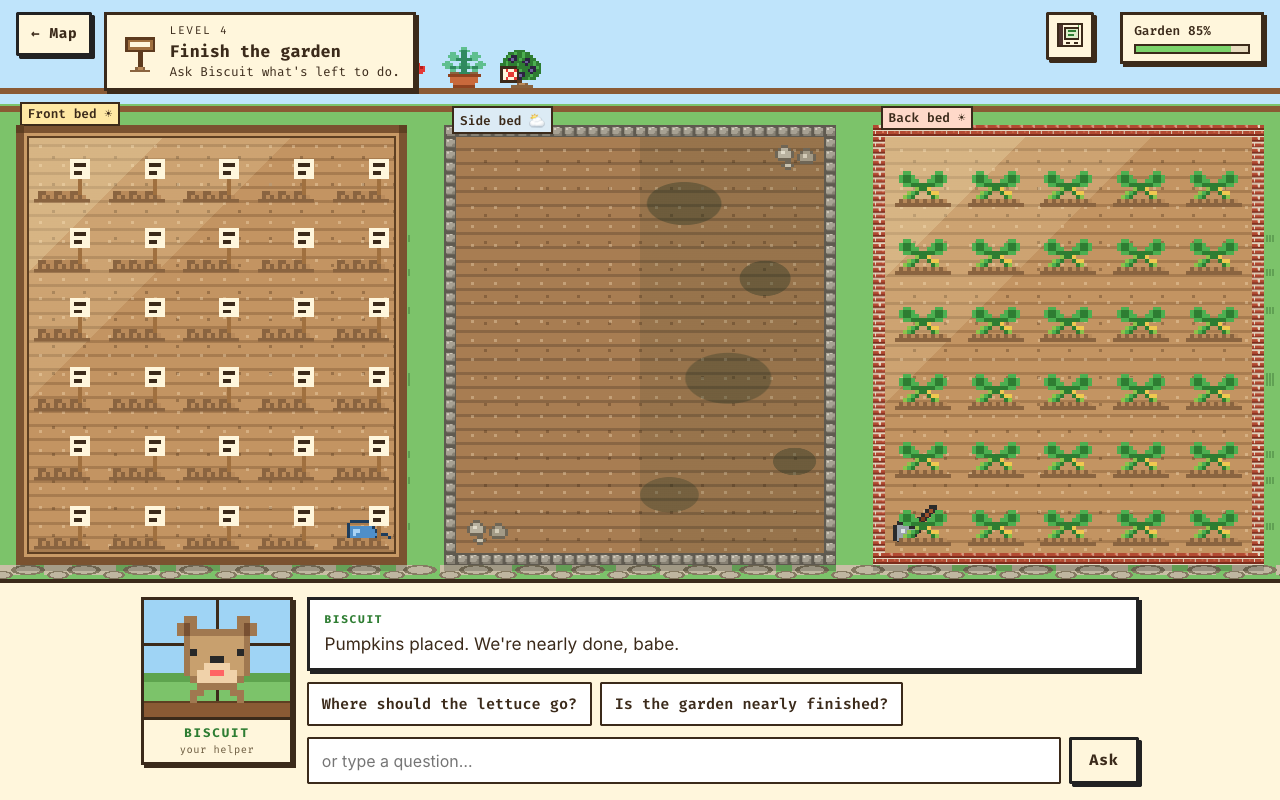 ← Map
LEVEL 4
Finish the garden
Ask Biscuit what's left to do.
Garden 85%
Front bed ☀
Side bed ⛅
Back bed ☀
BISCUIT
your helper
BISCUIT
Pumpkins placed. We're nearly done, babe.
Where should the lettuce go?
Is the garden nearly finished?
or type a question...
Ask